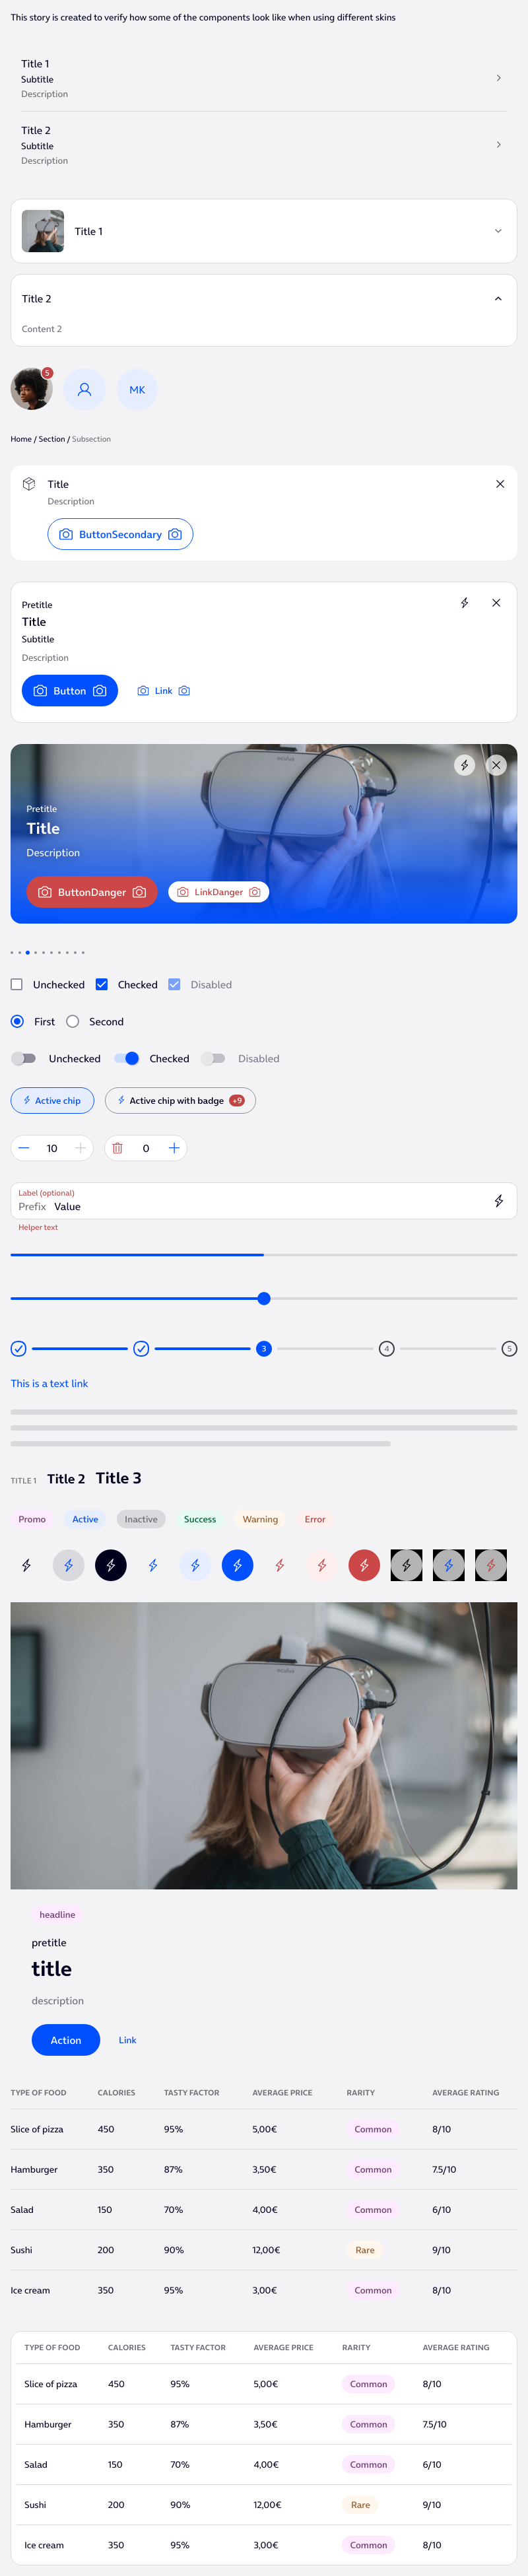 This story is created to verify how some of the components look like when using different skins
Title 1
Subtitle
Description
Title 2
Subtitle
Description
Title 1
Title 2
Content 2
5
MK
Home / Section / Subsection
Title
Description
ButtonSecondary
Pretitle
Title
Subtitle
Description
Button Link
Pretitle
Title
Description
ButtonDanger LinkDanger
Unchecked Checked Disabled
First Second
Unchecked Checked Disabled
Active chip Active chip with badge +9
10 0
Label (optional)
Prefix Value
Helper text
3 4 5
This is a text link
TITLE 1 Title 2 Title 3
Promo Active Inactive Success Warning Error
headline
pretitle
title
description
Action Link
TYPE OF FOOD CALORIES TASTY FACTOR AVERAGE PRICE RARITY AVERAGE RATING
Slice of pizza 450 95% 5,00€ Common 8/10
Hamburger 350 87% 3,50€ Common 7.5/10
Salad 150 70% 4,00€ Common 6/10
Sushi 200 90% 12,00€ Rare 9/10
Ice cream 350 95% 3,00€ Common 8/10
TYPE OF FOOD CALORIES TASTY FACTOR AVERAGE PRICE RARITY AVERAGE RATING
Slice of pizza 450 95% 5,00€ Common 8/10
Hamburger 350 87% 3,50€ Common 7.5/10
Salad 150 70% 4,00€ Common 6/10
Sushi 200 90% 12,00€ Rare 9/10
Ice cream 350 95% 3,00€ Common 8/10